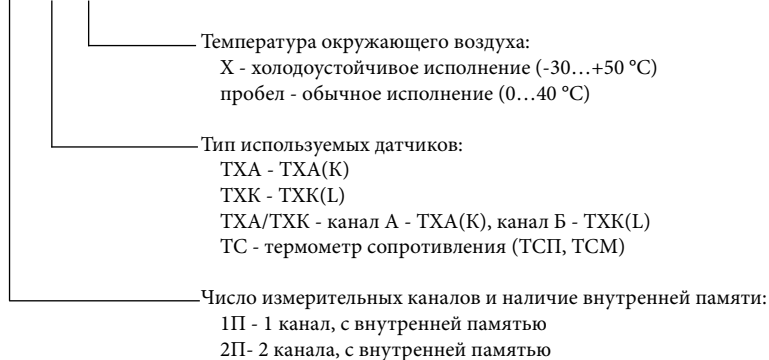 Температура окружающего воздуха:
Х - холодоустойчивое исполнение (-30…+50 °С)
пробел - обычное исполнение (0…40 °С)
Тип используемых датчиков:
ТХА - ТХА(К)
ТХК - ТХК(L)
ТХА/ТХК - канал А - ТХА(К), канал Б - ТХК(L)
ТС - термометр сопротивления (ТСП, ТСМ)
Число измерительных каналов и наличие внутренней памяти:
1П - 1 канал, с внутренней памятью
2П- 2 канала, с внутренней памятью